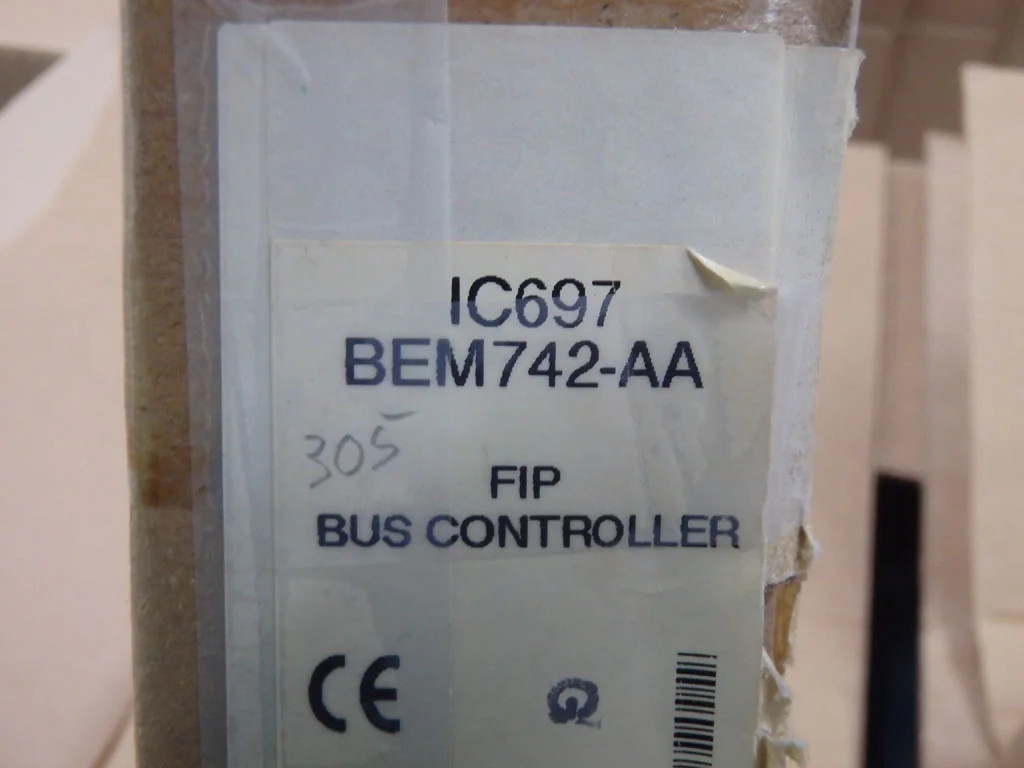 IC697
BEM742-AA
305
FIP
BUS CONTROLLER
CE